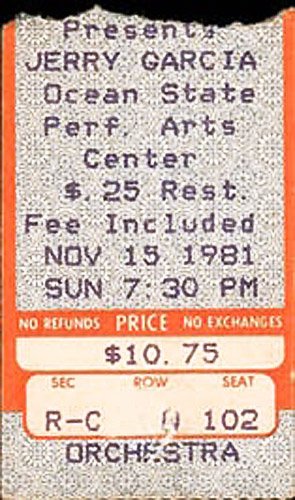 Presents
JERRY GARCIA
Ocean State
Perf. Arts
Center
$.25 Rest.
Fee Included
NOV 15 1981
SUN 7:30 PM
NO REFUNDS PRICE NO EXCHANGES
$10.75
SEC ROW SEAT
R-C 102
ORCHESTRA